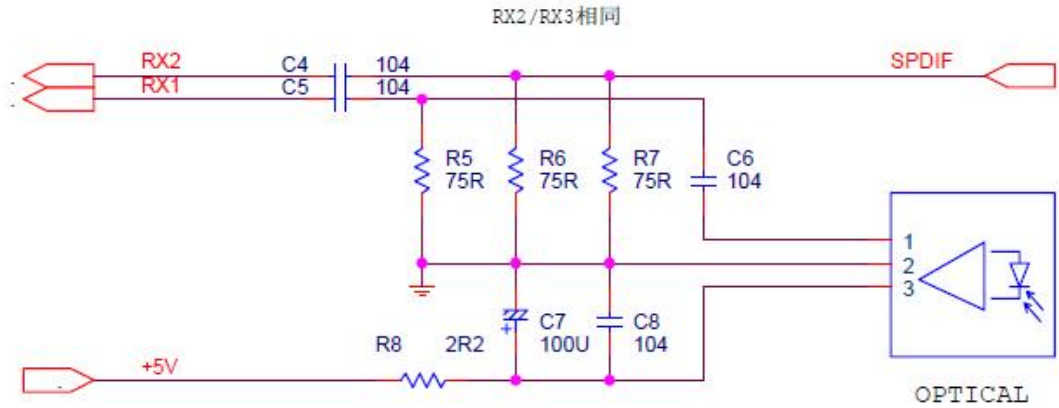 RX2/RX3相同
RX2 C4 104 SPDIF
RX1 C5 104
R5 R6 R7 C6
75R 75R 75R 104
1
2
3
C7 C8
R8 2R2 100U 104
+
+5V
OPTICAL